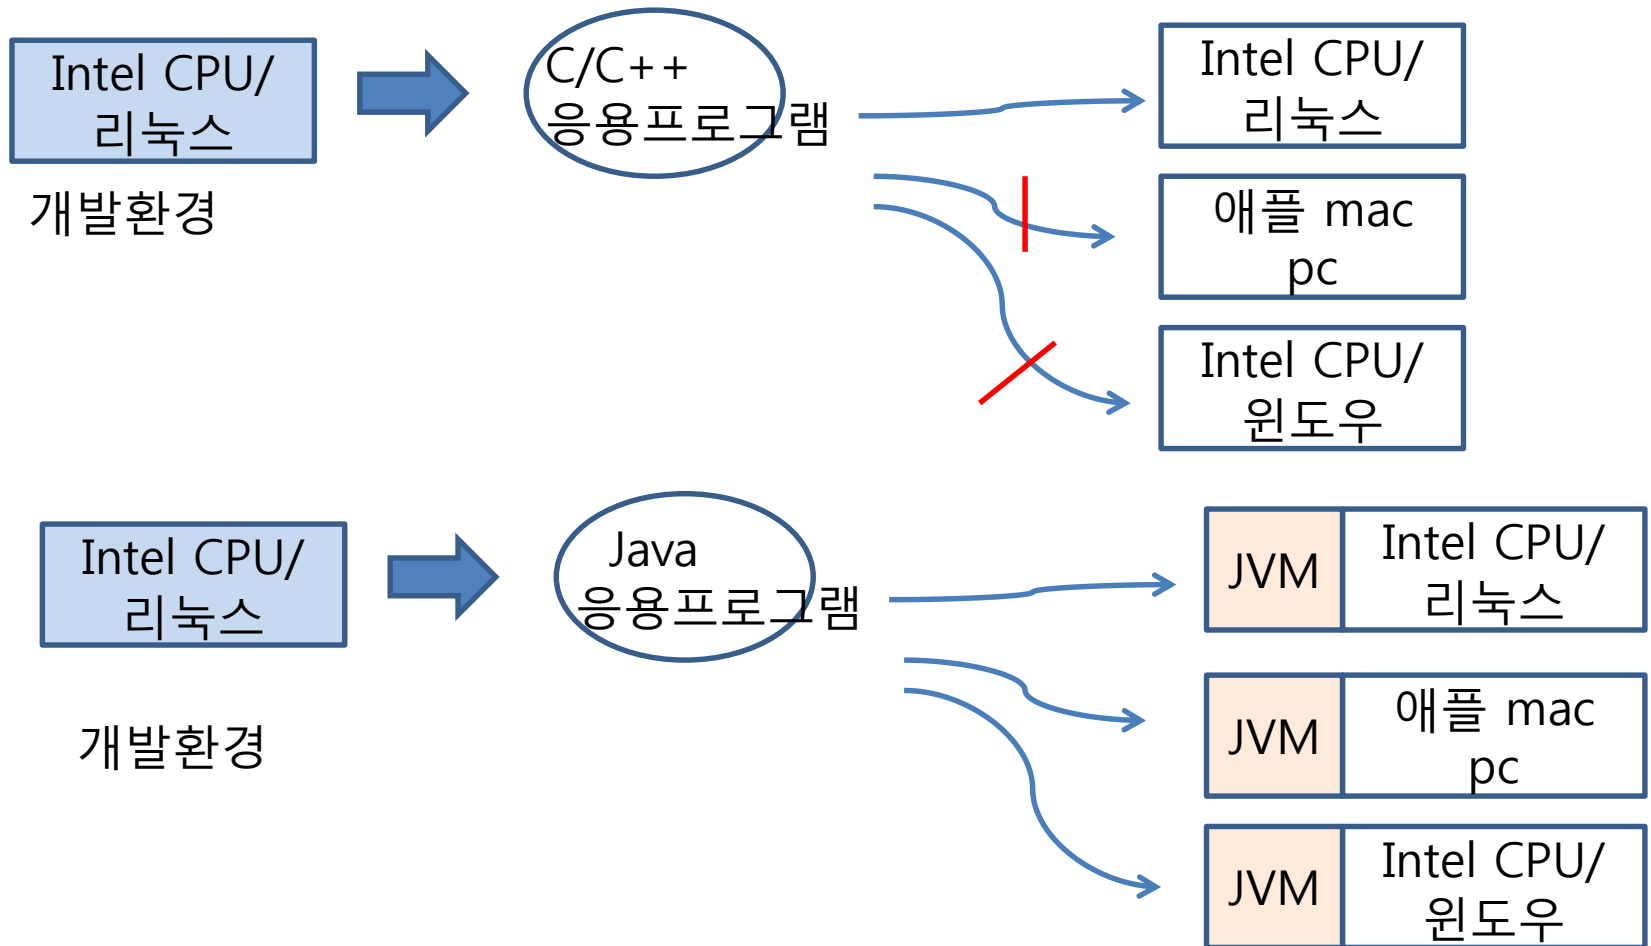 Intel CPU/
리눅스
개발환경
C/C++
응용프로그램
Intel CPU/
리눅스
애플 mac
pc
Intel CPU/
윈도우
Intel CPU/
리눅스
개발환경
Java
응용프로그램
JVM
Intel CPU/
리눅스
JVM
애플 mac
pc
JVM
Intel CPU/
윈도우